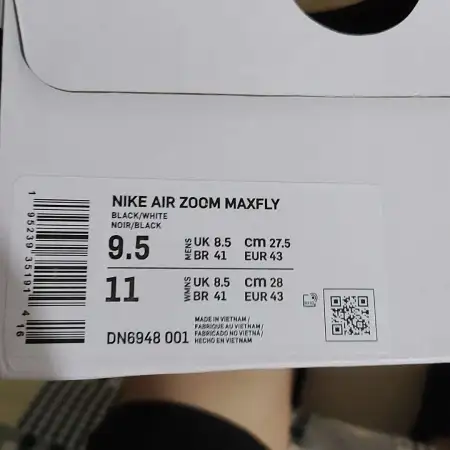 NIKE AIR ZOOM MAXFLY
BLACK/WHITE
NOIR/BLACK
9.5 MENS UK 8.5 cm 27.5
BR 41 EUR 43
11 WMNS UK 8.5 cm 28
BR 41 EUR 43
MADE IN VIETNAM /
FABRIQUE AU VIETNAM /
DN6948 001 FABRICADO NO VIETNÃ /
HECHO EN VIETNAM
1 95239 35191 4 16